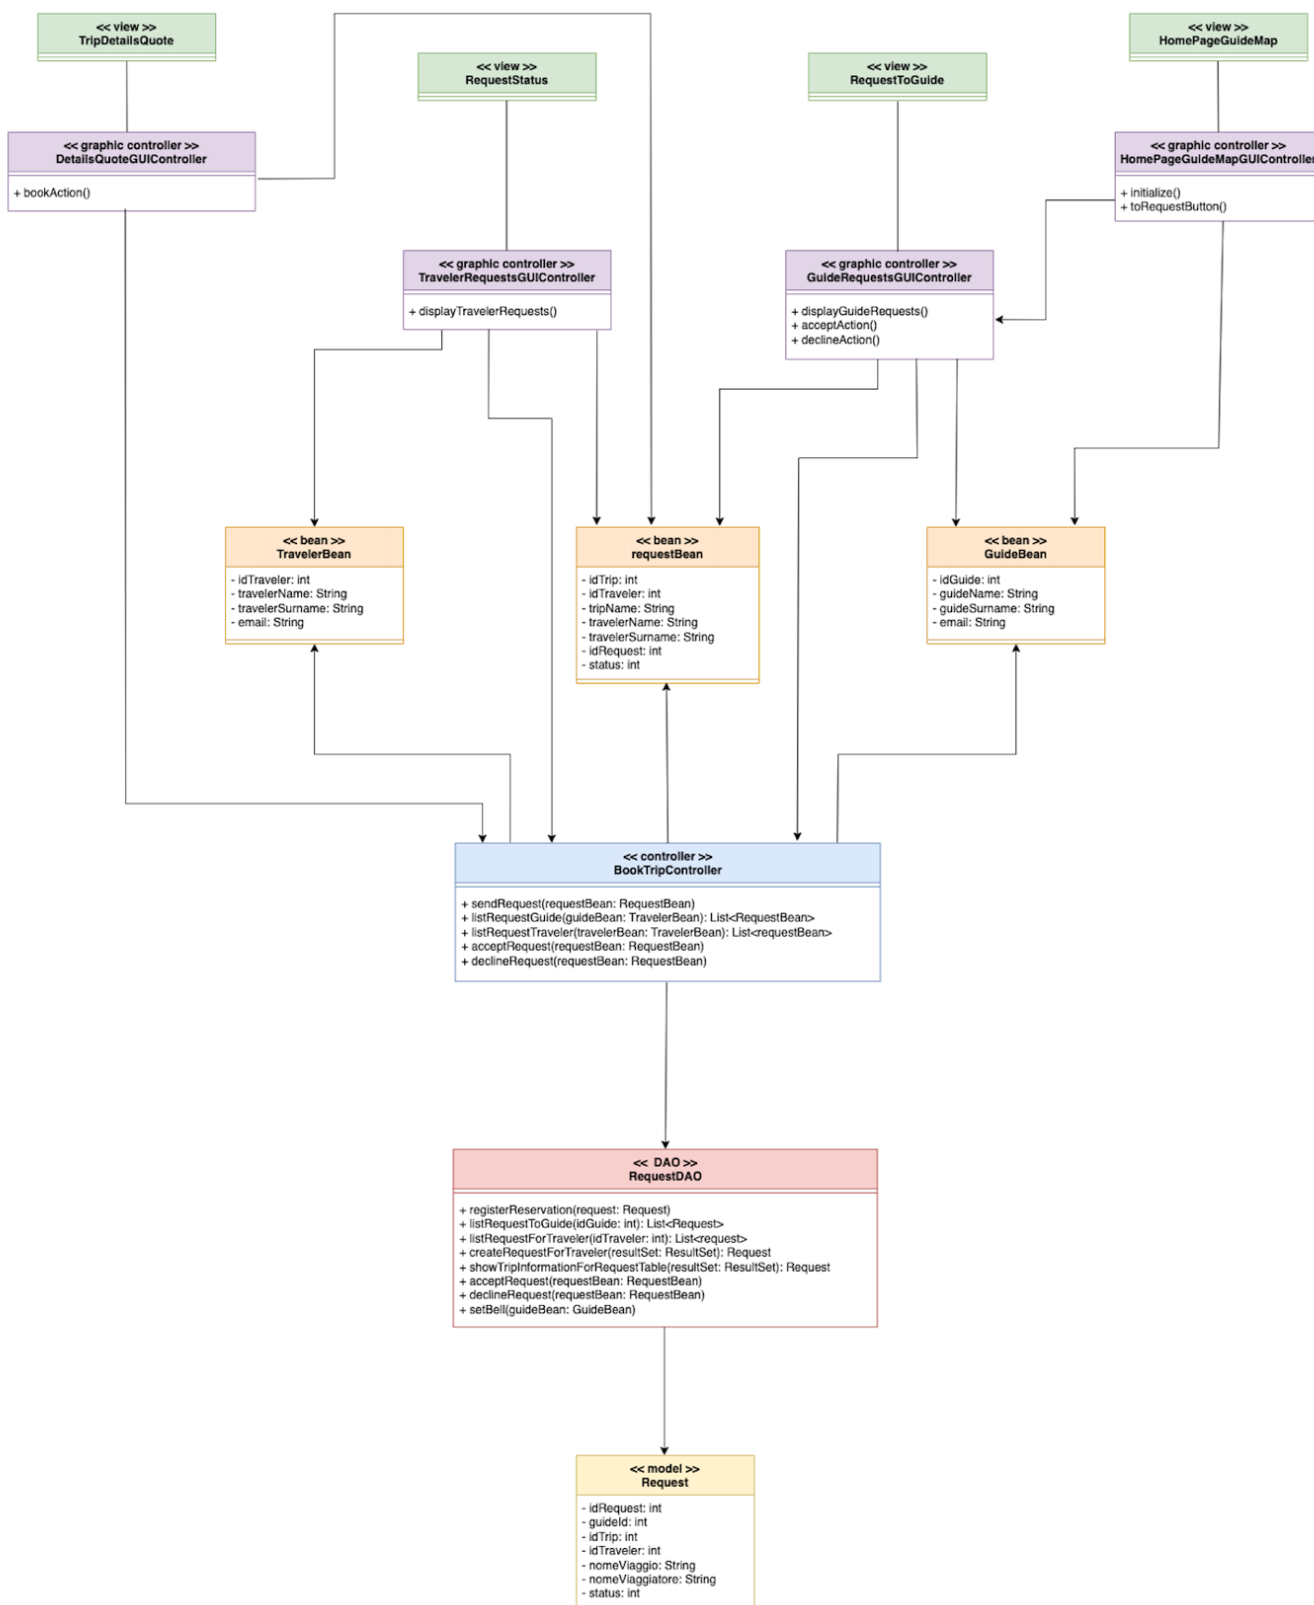 << view >>
TripDetailsQuote
<< view >>
HomePageGuideMap
<< view >>
RequestStatus
<< view >>
RequestToGuide
<< graphic controller >>
DetailsQuoteGUIController
+ bookAction()
<< graphic controller >>
HomePageGuideMapGUIController
+ initialize()
+ toRequestButton()
<< graphic controller >>
TravelerRequestsGUIController
+ displayTravelerRequests()
<< graphic controller >>
GuideRequestsGUIController
+ displayGuideRequests()
+ acceptAction()
+ declineAction()
<< bean >>
TravelerBean
- idTraveler: int
- travelerName: String
- travelerSurname: String
- email: String
<< bean >>
requestBean
- idTrip: int
- idTraveler: int
- tripName: String
- travelerName: String
- travelerSurname: String
- idRequest: int
- status: int
<< bean >>
GuideBean
- idGuide: int
- guideName: String
- guideSurname: String
- email: String
<< controller >>
BookTripController
+ sendRequest(requestBean: RequestBean)
+ listRequestGuide(guideBean: TravelerBean): List<RequestBean>
+ listRequestTraveler(travelerBean: TravelerBean): List<requestBean>
+ acceptRequest(requestBean: RequestBean)
+ declineRequest(requestBean: RequestBean)
<< DAO >>
RequestDAO
+ registerReservation(request: Request)
+ listRequestToGuide(idGuide: int): List<Request>
+ listRequestForTraveler(idTraveler: int): List<request>
+ createRequestForTraveler(resultSet: ResultSet): Request
+ showTripInformationForRequestTable(resultSet: ResultSet): Request
+ acceptRequest(requestBean: RequestBean)
+ declineRequest(requestBean: RequestBean)
+ setBell(guideBean: GuideBean)
<< model >>
Request
- idRequest: int
- guideId: int
- idTrip: int
- idTraveler: int
- nomeViaggio: String
- nomeViaggiatore: String
- status: int